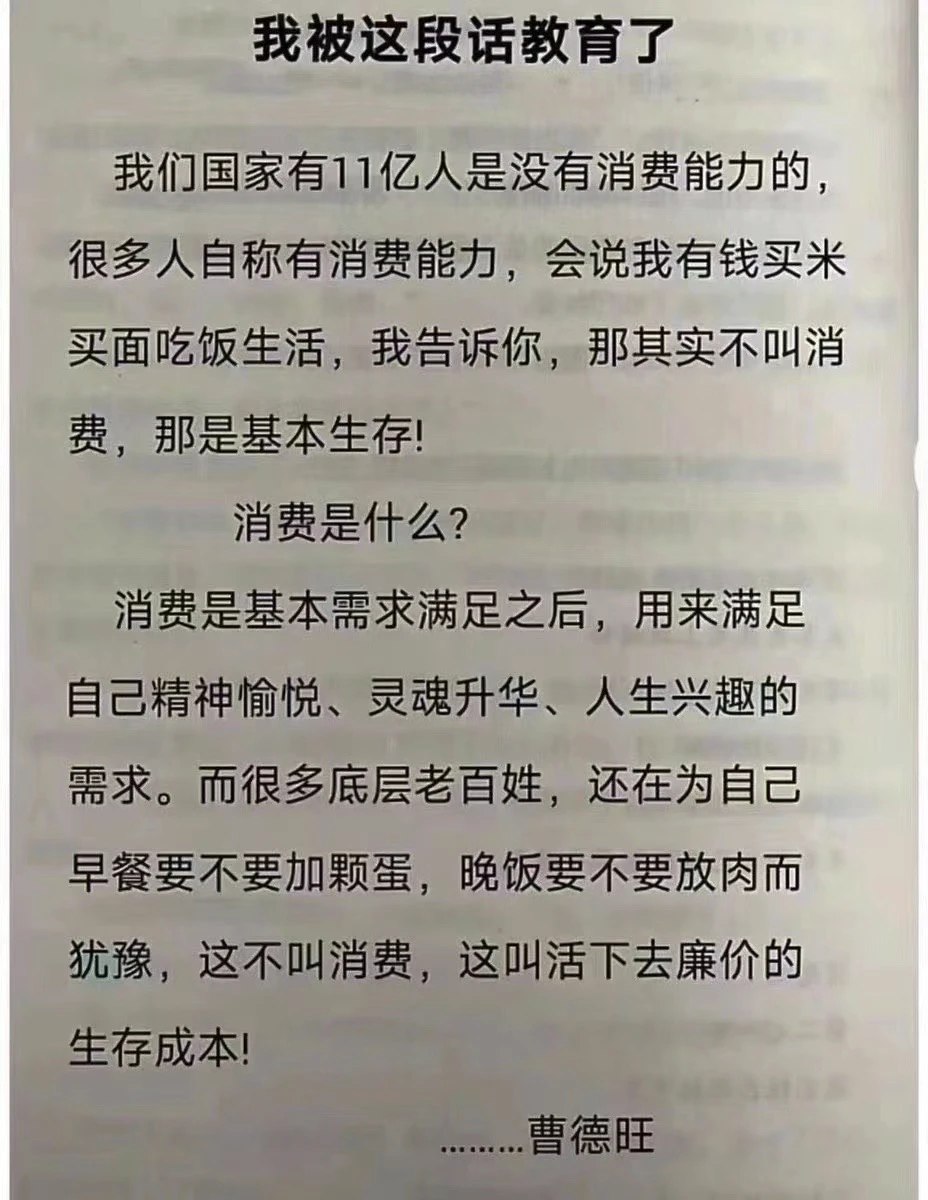 我被这段话教育了
我们国家有11亿人是没有消费能力的，
很多人自称有消费能力，会说我有钱买米
买面吃饭生活，我告诉你，那其实不叫消
费，那是基本生存!
消费是什么?
消费是基本需求满足之后，用来满足
自己精神愉悦、灵魂升华、人生兴趣的
需求。而很多底层老百姓，还在为自己
早餐要不要加颗蛋，晚饭要不要放肉而
犹豫，这不叫消费，这叫活下去廉价的
生存成本!
………曹德旺